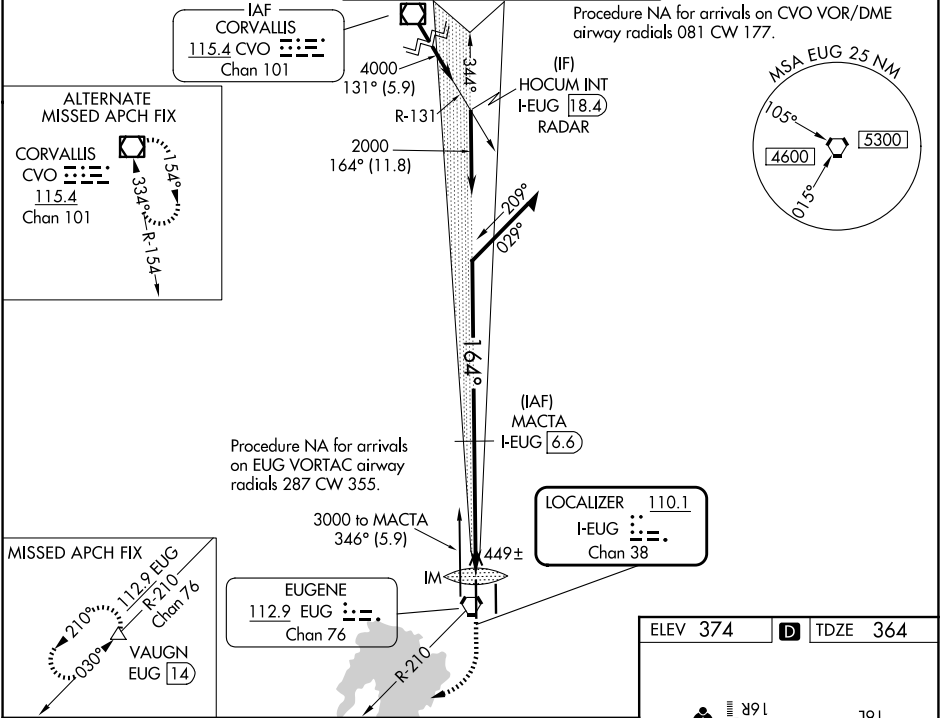 IAF
CORVALLIS
115.4 CVO
Chan 101
Procedure NA for arrivals on CVO VOR/DME
airway radials 081 CW 177.
MSA EUG 25 NM
105°
4600
5300
015°
4000
131° (5.9)
R-131
344°
(IF)
HOCUM INT
I-EUG 18.4
RADAR
2000
164° (11.8)
ALTERNATE
MISSED APCH FIX
CORVALLIS
CVO
115.4
Chan 101
154°
334°
R-154
209°
029°
164°
(IAF)
MACTA
I-EUG 6.6
Procedure NA for arrivals
on EUG VORTAC airway
radials 287 CW 355.
3000 to MACTA
346° (5.9)
LOCALIZER 110.1
I-EUG
Chan 38
449±
IM
EUGENE
112.9 EUG
Chan 76
R-210
MISSED APCH FIX
112.9 EUG
R-210
Chan 76
210°
030°
VAUGN
EUG 14
ELEV 374
D
TDZE 364
16R
16L